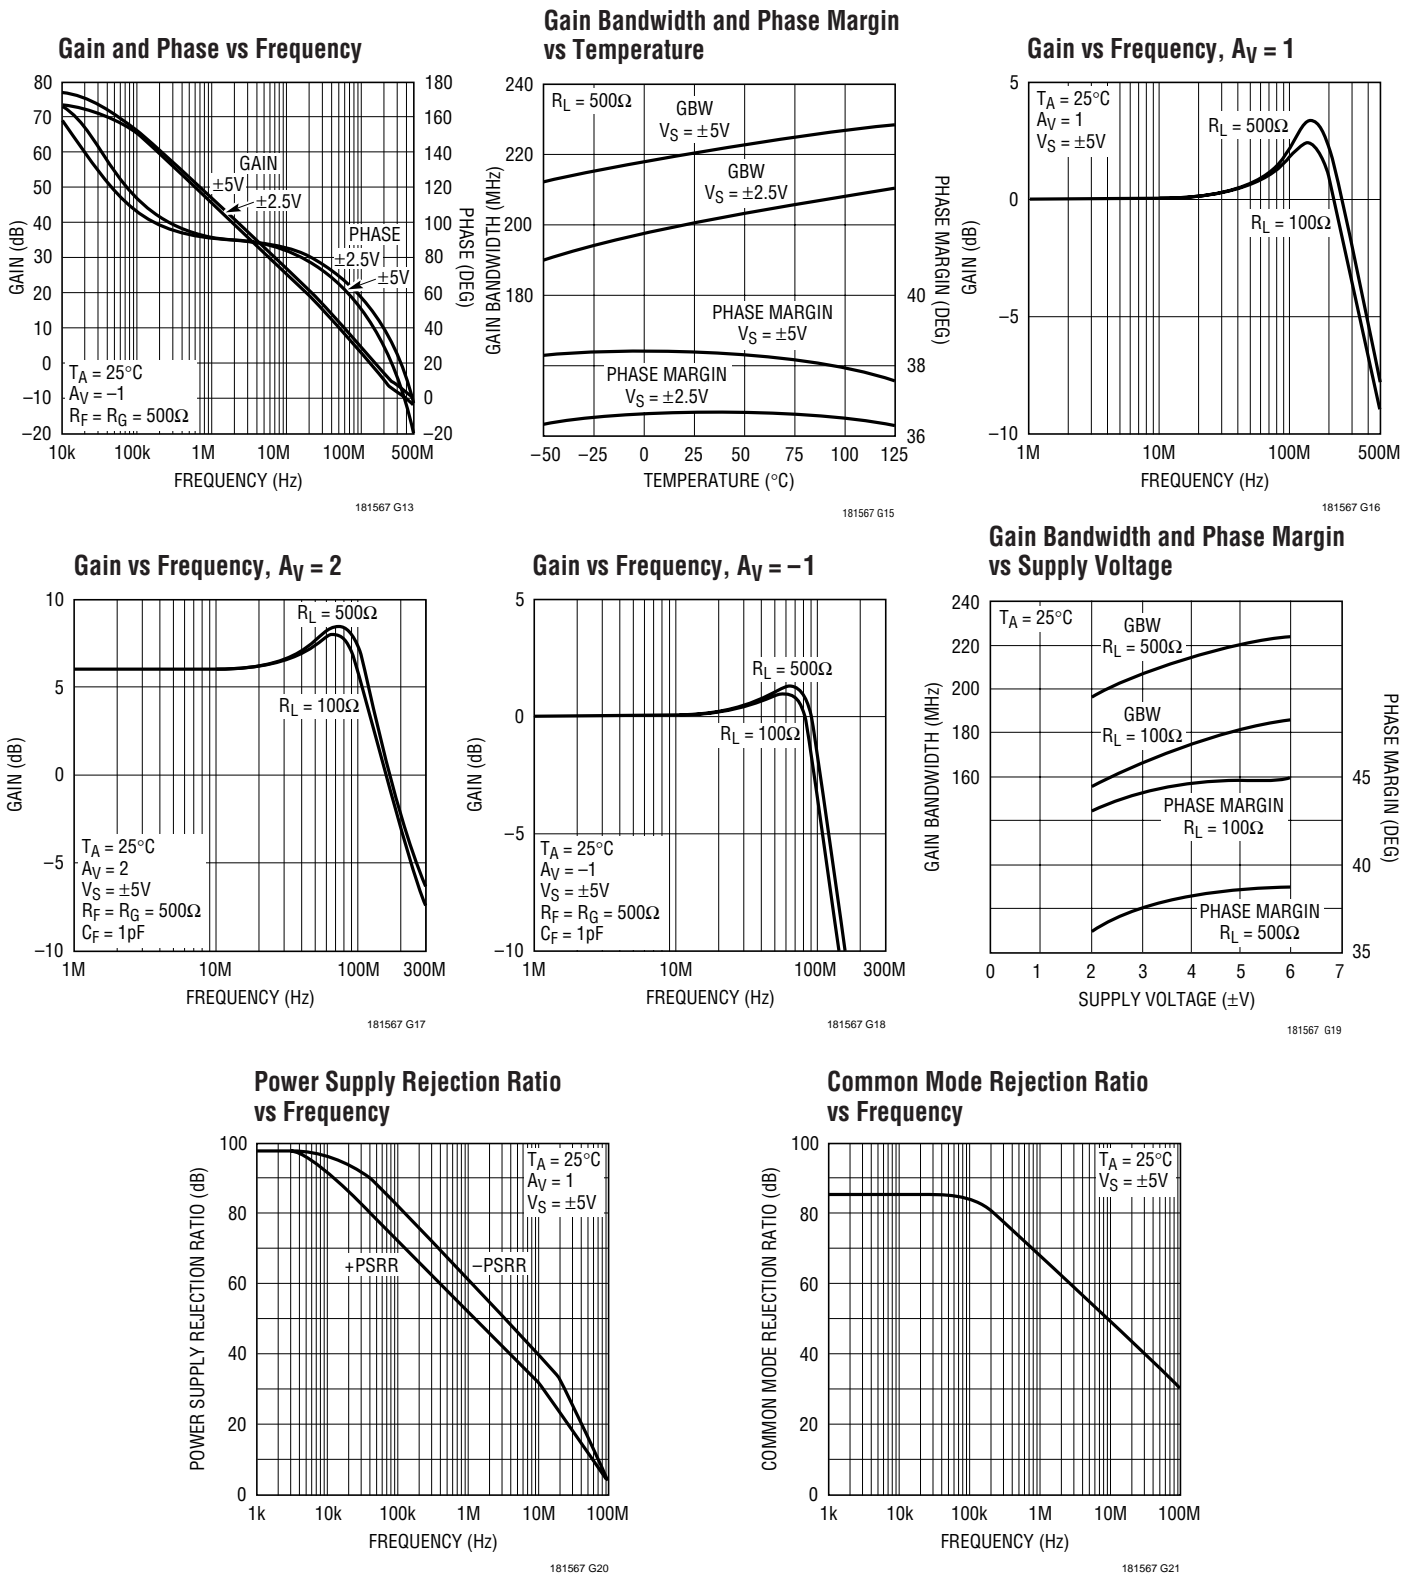 Gain and Phase vs Frequency
80
70
60
50
40
30
20
10
0
–10
–20
GAIN (dB)
180
160
140
120
100
80
60
40
20
0
–20
PHASE (DEG)
GAIN
±5V
±2.5V
PHASE
±2.5V
±5V
TA = 25°C
AV = –1
RF = RG = 500Ω
10k 100k 1M 10M 100M 500M
FREQUENCY (Hz)
181567 G13
Gain Bandwidth and Phase Margin
vs Temperature
240
220
200
180
GAIN BANDWIDTH (MHz)
40
38
36
PHASE MARGIN (DEG)
RL = 500Ω
GBW
VS = ±5V
GBW
VS = ±2.5V
PHASE MARGIN
VS = ±5V
PHASE MARGIN
VS = ±2.5V
–50 –25 0 25 50 75 100 125
TEMPERATURE (°C)
181567 G15
Gain vs Frequency, AV = 1
5
0
–5
–10
GAIN (dB)
TA = 25°C
AV = 1
VS = ±5V
RL = 500Ω
RL = 100Ω
1M 10M 100M 500M
FREQUENCY (Hz)
181567 G16
Gain vs Frequency, AV = 2
10
5
0
–5
–10
GAIN (dB)
RL = 500Ω
RL = 100Ω
TA = 25°C
AV = 2
VS = ±5V
RF = RG = 500Ω
CF = 1pF
1M 10M 100M 300M
FREQUENCY (Hz)
181567 G17
Gain vs Frequency, AV = –1
5
0
–5
–10
GAIN (dB)
RL = 500Ω
RL = 100Ω
TA = 25°C
AV = –1
VS = ±5V
RF = RG = 500Ω
CF = 1pF
1M 10M 100M 300M
FREQUENCY (Hz)
181567 G18
Gain Bandwidth and Phase Margin
vs Supply Voltage
240
220
200
180
160
GAIN BANDWIDTH (MHz)
45
40
35
PHASE MARGIN (DEG)
TA = 25°C
GBW
RL = 500Ω
GBW
RL = 100Ω
PHASE MARGIN
RL = 100Ω
PHASE MARGIN
RL = 500Ω
0 1 2 3 4 5 6 7
SUPPLY VOLTAGE (±V)
181567 G19
Power Supply Rejection Ratio
vs Frequency
100
80
60
40
20
0
POWER SUPPLY REJECTION RATIO (dB)
TA = 25°C
AV = 1
VS = ±5V
+PSRR
–PSRR
1k 10k 100k 1M 10M 100M
FREQUENCY (Hz)
181567 G20
Common Mode Rejection Ratio
vs Frequency
100
80
60
40
20
0
COMMON MODE REJECTION RATIO (dB)
TA = 25°C
VS = ±5V
1k 10k 100k 1M 10M 100M
FREQUENCY (Hz)
181567 G21